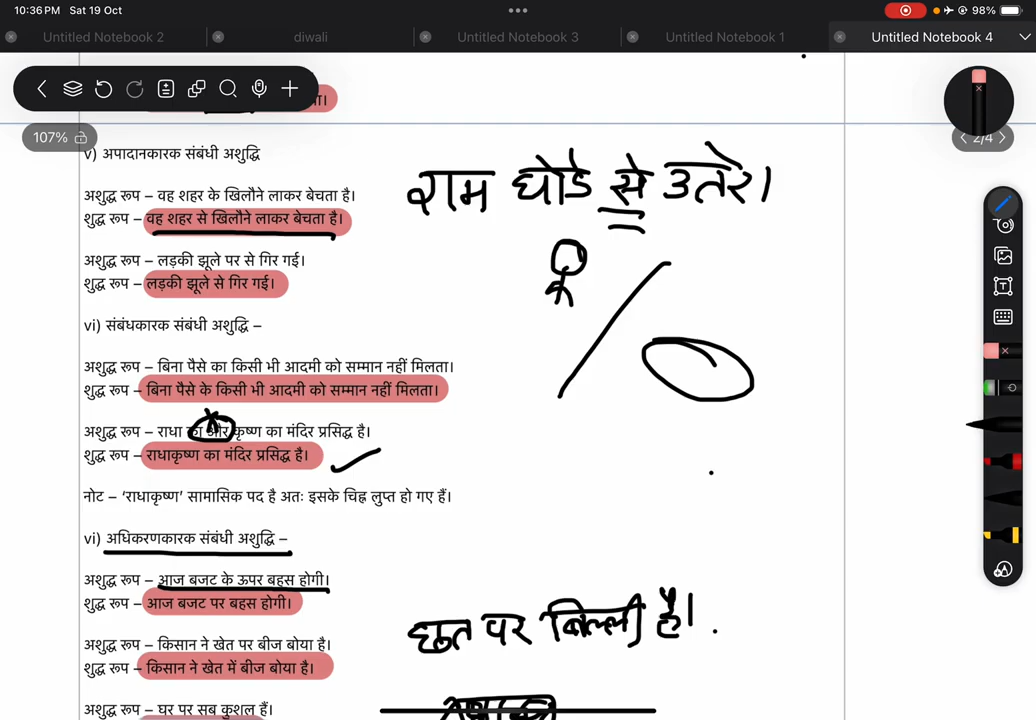 10:36 PM Sat 19 Oct
98%
Untitled Notebook 2
diwali
Untitled Notebook 3
Untitled Notebook 1
Untitled Notebook 4
107%
2/4
v) अपादानकारक संबंधी अशुद्धि
अशुद्ध रूप – वह शहर के खिलौने लाकर बेचता है।
शुद्ध रूप – वह शहर से खिलौने लाकर बेचता है।
राम घोडे से उतरे।
अशुद्ध रूप – लड़की झूले पर से गिर गई।
शुद्ध रूप – लड़की झूले से गिर गई।
vi) संबंधकारक संबंधी अशुद्धि –
अशुद्ध रूप – बिना पैसे का किसी भी आदमी को सम्मान नहीं मिलता।
शुद्ध रूप – बिना पैसे के किसी भी आदमी को सम्मान नहीं मिलता।
अशुद्ध रूप – राधा का और कृष्ण का मंदिर प्रसिद्ध है।
शुद्ध रूप – राधाकृष्ण का मंदिर प्रसिद्ध है।
नोट – ‘राधाकृष्ण’ सामासिक पद है अतः इसके चिह्न लुप्त हो गए हैं।
vi) अधिकरणकारक संबंधी अशुद्धि –
अशुद्ध रूप – आज बजट के ऊपर बहस होगी।
शुद्ध रूप – आज बजट पर बहस होगी।
छत पर बिल्ली है।
अशुद्ध रूप – किसान ने खेत पर बीज बोया है।
शुद्ध रूप – किसान ने खेत में बीज बोया है।
अशुद्ध रूप – घर पर सब कुशल हैं।